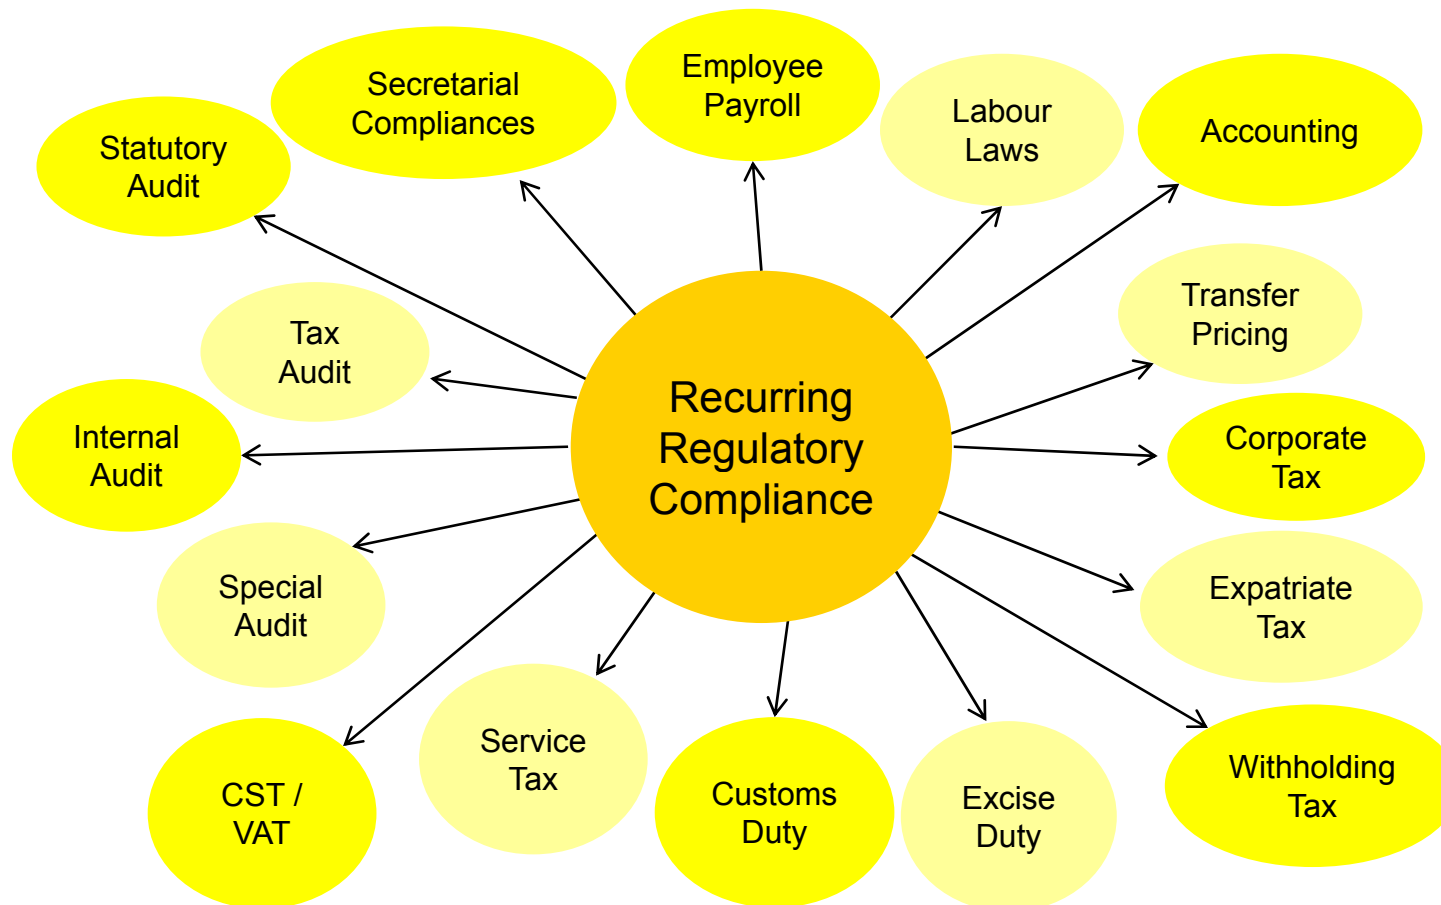 Employee
Payroll
Secretarial
Compliances
Labour
Laws
Accounting
Statutory
Audit
Transfer
Pricing
Tax
Audit
Recurring
Regulatory
Compliance
Internal
Audit
Corporate
Tax
Special
Audit
Expatriate
Tax
Service
Tax
Withholding
Tax
CST /
VAT
Customs
Duty
Excise
Duty